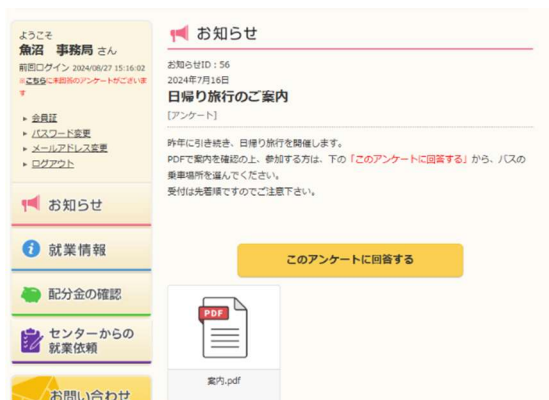 ようこそ
魚沼　事務局 さん
前回ログイン 2024/08/27 15:16:02
※こちらに未回答のアンケートがございま
す
会員証
パスワード変更
メールアドレス変更
ログアウト
お知らせ
就業情報
配分金の確認
センターからの
就業依頼
お問い合わせ
お知らせ
お知らせID：56
2024年7月16日
日帰り旅行のご案内
[アンケート]
昨年に引き続き、日帰り旅行を開催します。
PDFで案内を確認の上、参加する方は、下の「このアンケートに回答する」から、バスの
乗車場所を選んでください。
受付は先着順ですのでご注意下さい。
このアンケートに回答する
PDF
案内.pdf